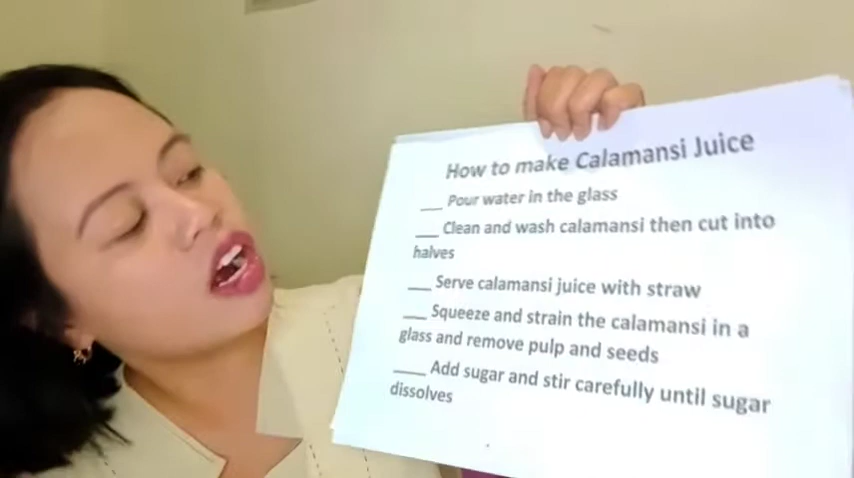 How to make Calamansi Juice
___ Pour water in the glass
___ Clean and wash calamansi then cut into
halves
___ Serve calamansi juice with straw
___ Squeeze and strain the calamansi in a
glass and remove pulp and seeds
____ Add sugar and stir carefully until sugar
dissolves